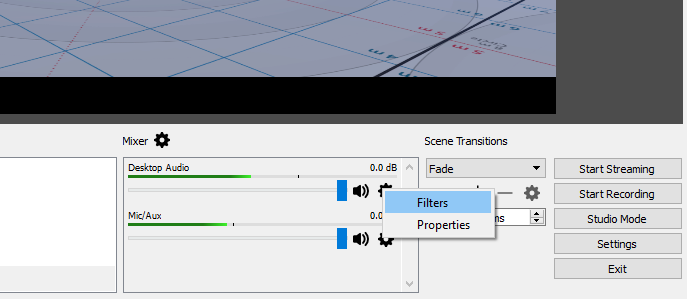 Mixer
Scene Transitions
Desktop Audio 0.0 dB
Fade
Start Streaming
Filters
Start Recording
Mic/Aux 0.0
ms
Studio Mode
Properties
Settings
Exit
5 M